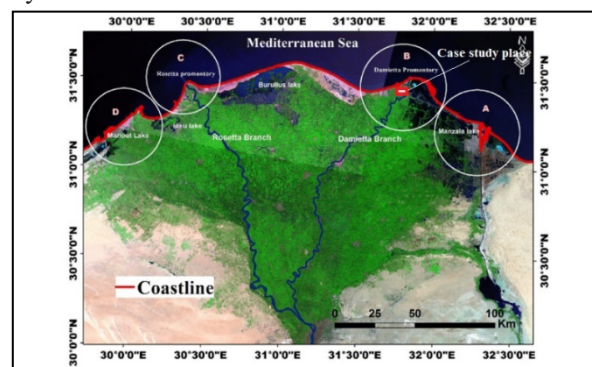 30°0'0"E 30°30'0"E 31°0'0"E 31°30'0"E 32°0'0"E 32°30'0"E
Mediterranean Sea
B
C
Case study place
Rosetta promontory
Damietta Promontory
31°30'0"N
31°30'0"N
Burullus lake
D
A
Mariout Lake
Idku lake
Manzala lake
Rosetta Branch
Damietta Branch
31°0'0"N
31°0'0"N
30°30'0"N
30°30'0"N
Coastline
0 25 50 100
Km
30°0'0"N
30°0'0"E 30°30'0"E 31°0'0"E 31°30'0"E 32°0'0"E 32°30'0"E